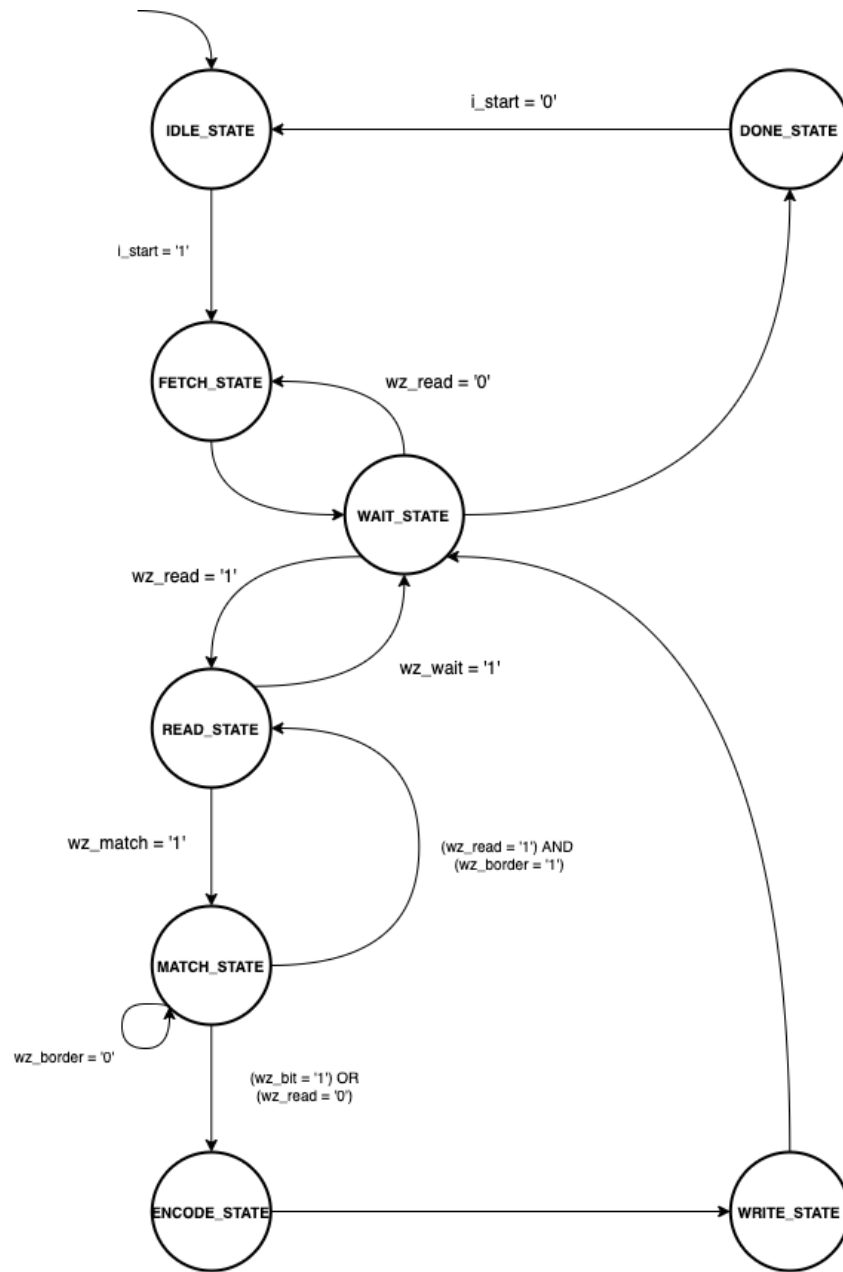 i_start = '0'
IDLE_STATE
DONE_STATE
i_start = '1'
FETCH_STATE
wz_read = '0'
WAIT_STATE
wz_read = '1'
wz_wait = '1'
READ_STATE
wz_match = '1'
(wz_read = '1') AND
(wz_border = '1')
MATCH_STATE
wz_border = '0'
(wz_bit = '1') OR
(wz_read = '0')
ENCODE_STATE
WRITE_STATE